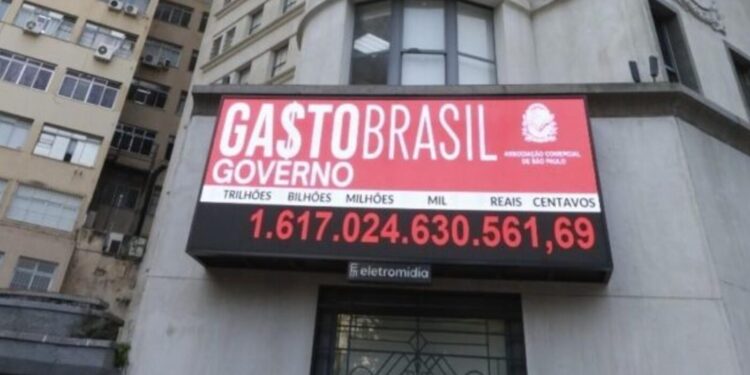 GA$TOBRASIL
GOVERNO
ASSOCIAÇÃO COMERCIAL
DE SÃO PAULO
TRILHÕES BILHÕES MILHÕES MIL REAIS CENTAVOS
1.617.024.630.561,69
eletromidia